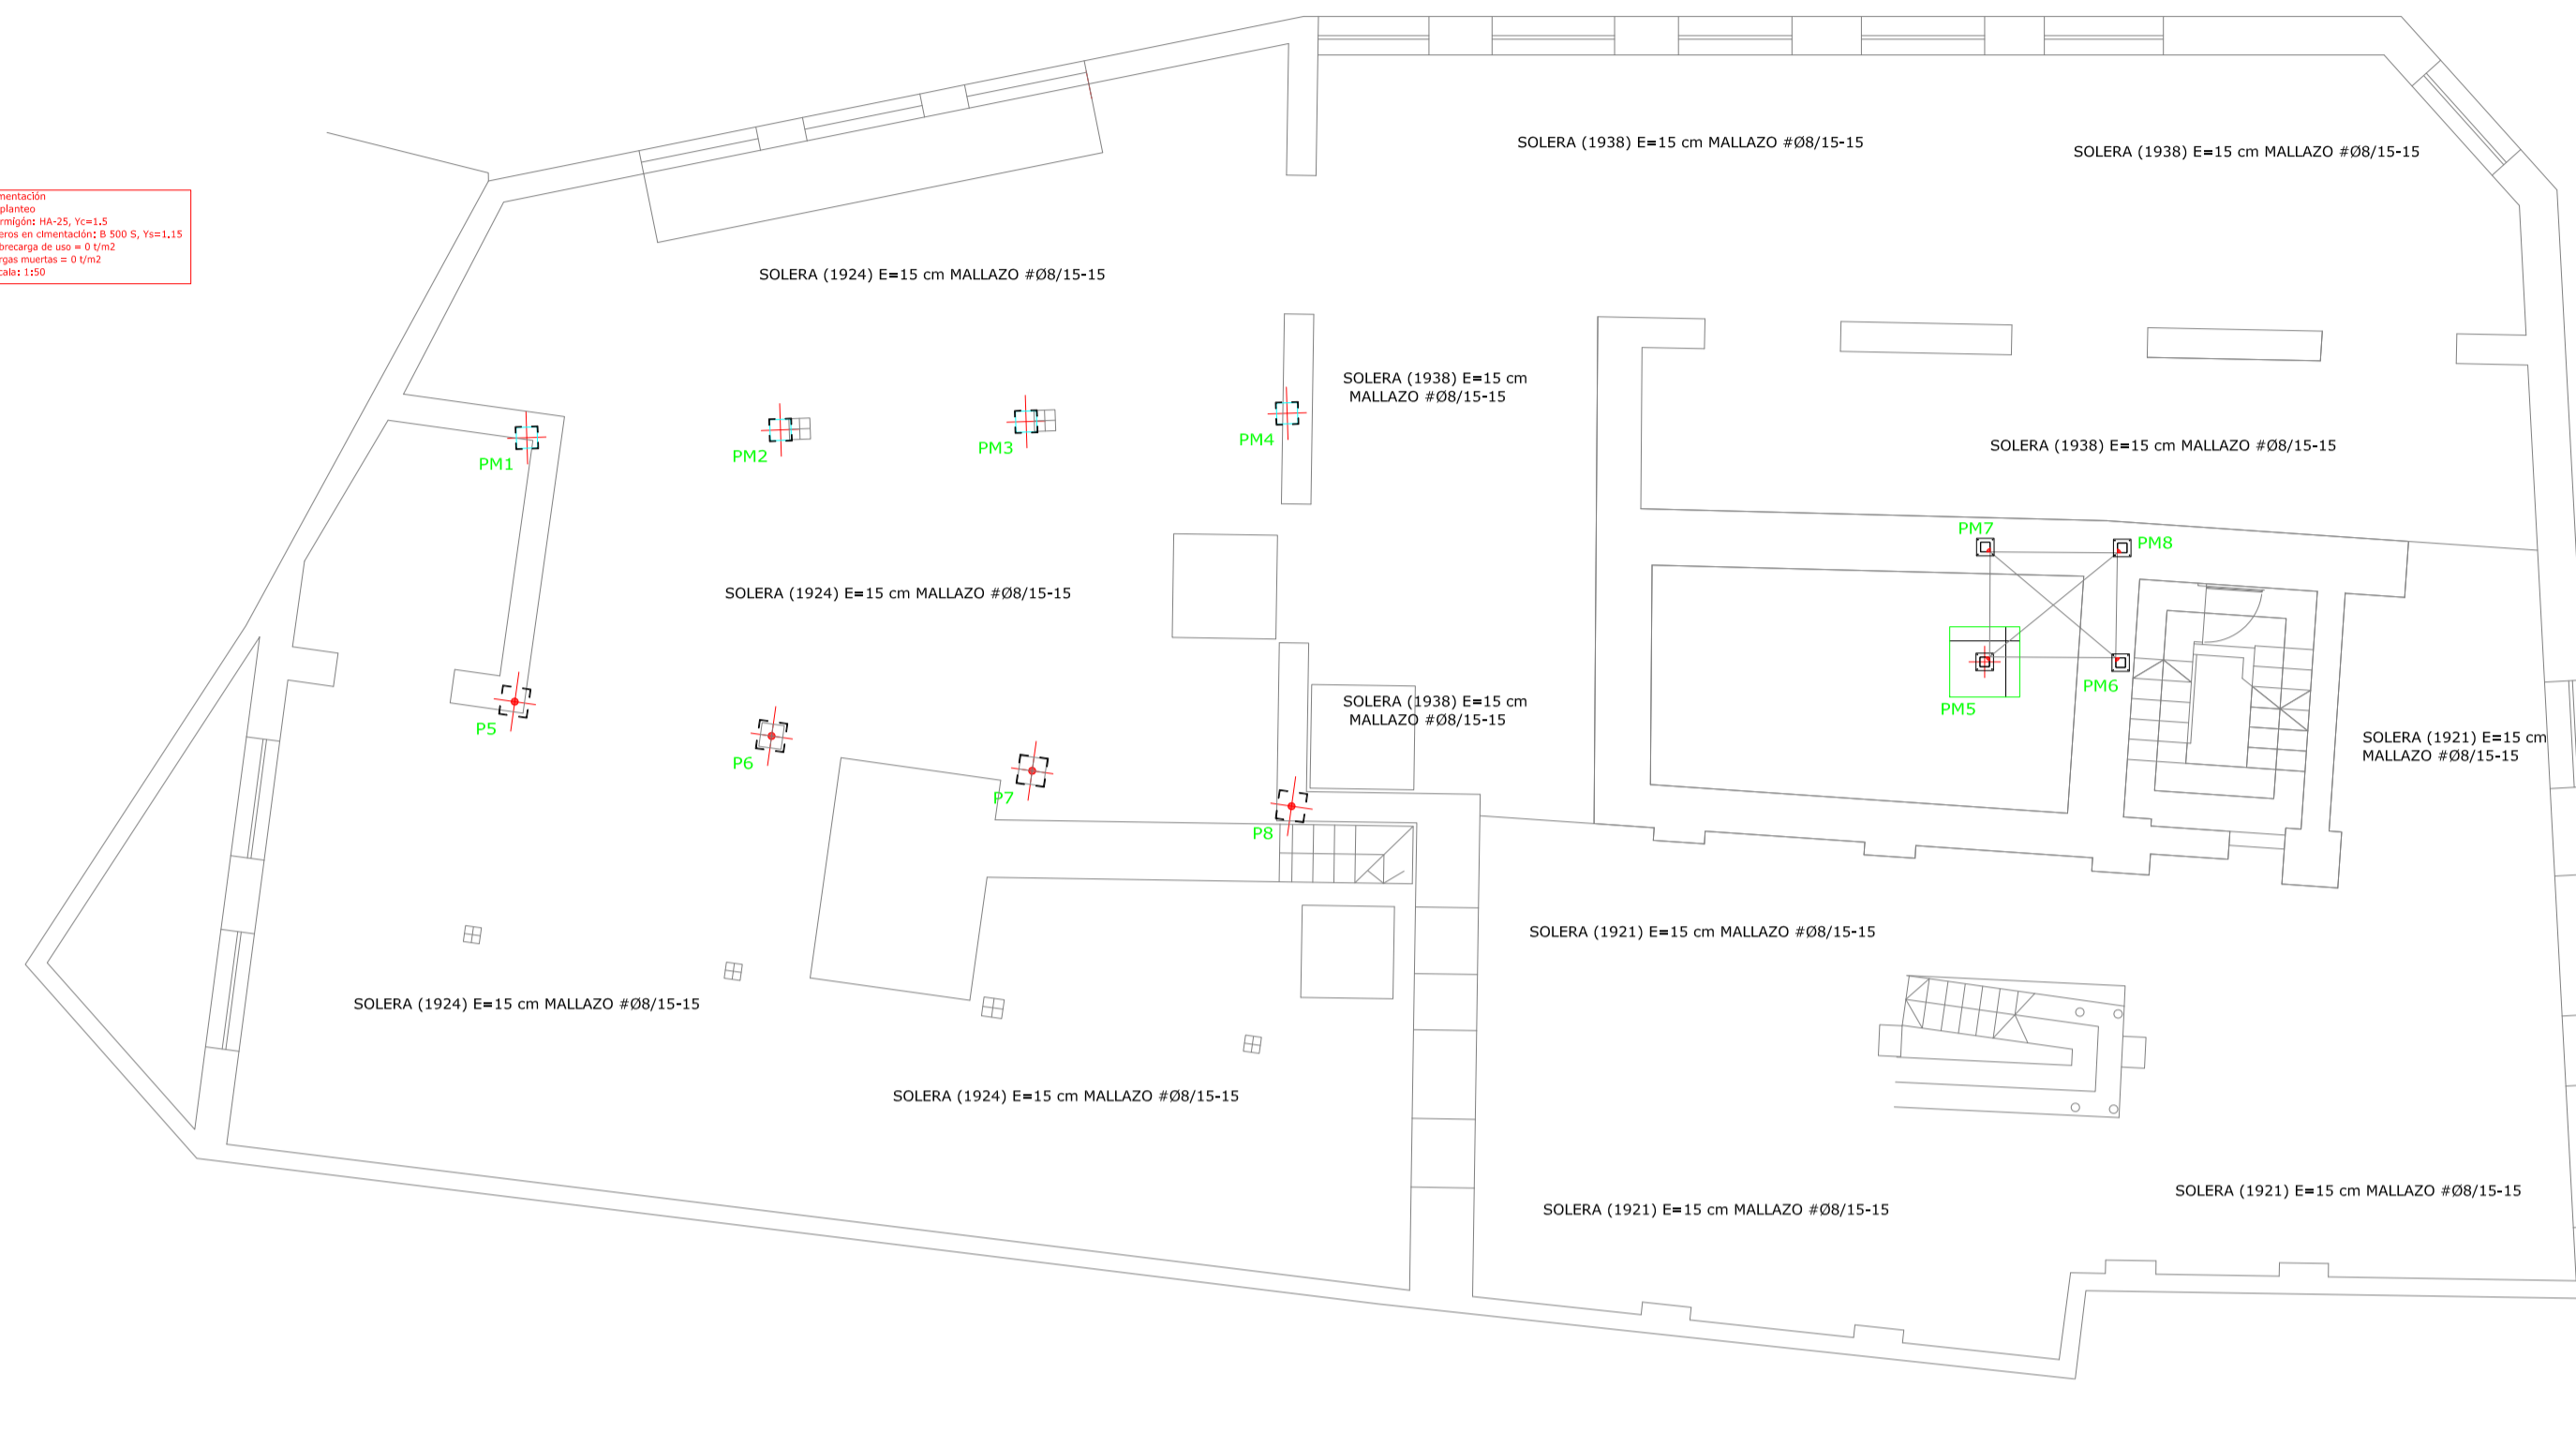 SOLERA (1938) E=15 cm MALLAZO #Ø8/15-15
SOLERA (1938) E=15 cm MALLAZO #Ø8/15-15
Hormigón: HA-25, Yc=1.5
en cimentación: B 500 S, Ys=1.15
de uso = 0 t/m2
muertas = 0 t/m2
1:50
SOLERA (1924) E=15 cm MALLAZO #Ø8/15-15
SOLERA (1938) E=15 cm
MALLAZO #Ø8/15-15
PM1
PM2
PM3
PM4
SOLERA (1938) E=15 cm MALLAZO #Ø8/15-15
PM7
PM8
SOLERA (1924) E=15 cm MALLAZO #Ø8/15-15
PM6
PM5
SOLERA (1938) E=15 cm
MALLAZO #Ø8/15-15
P5
P6
P7
P8
SOLERA (1921) E=15 cm
MALLAZO #Ø8/15-15
SOLERA (1921) E=15 cm MALLAZO #Ø8/15-15
SOLERA (1924) E=15 cm MALLAZO #Ø8/15-15
SOLERA (1924) E=15 cm MALLAZO #Ø8/15-15
SOLERA (1921) E=15 cm MALLAZO #Ø8/15-15
SOLERA (1921) E=15 cm MALLAZO #Ø8/15-15